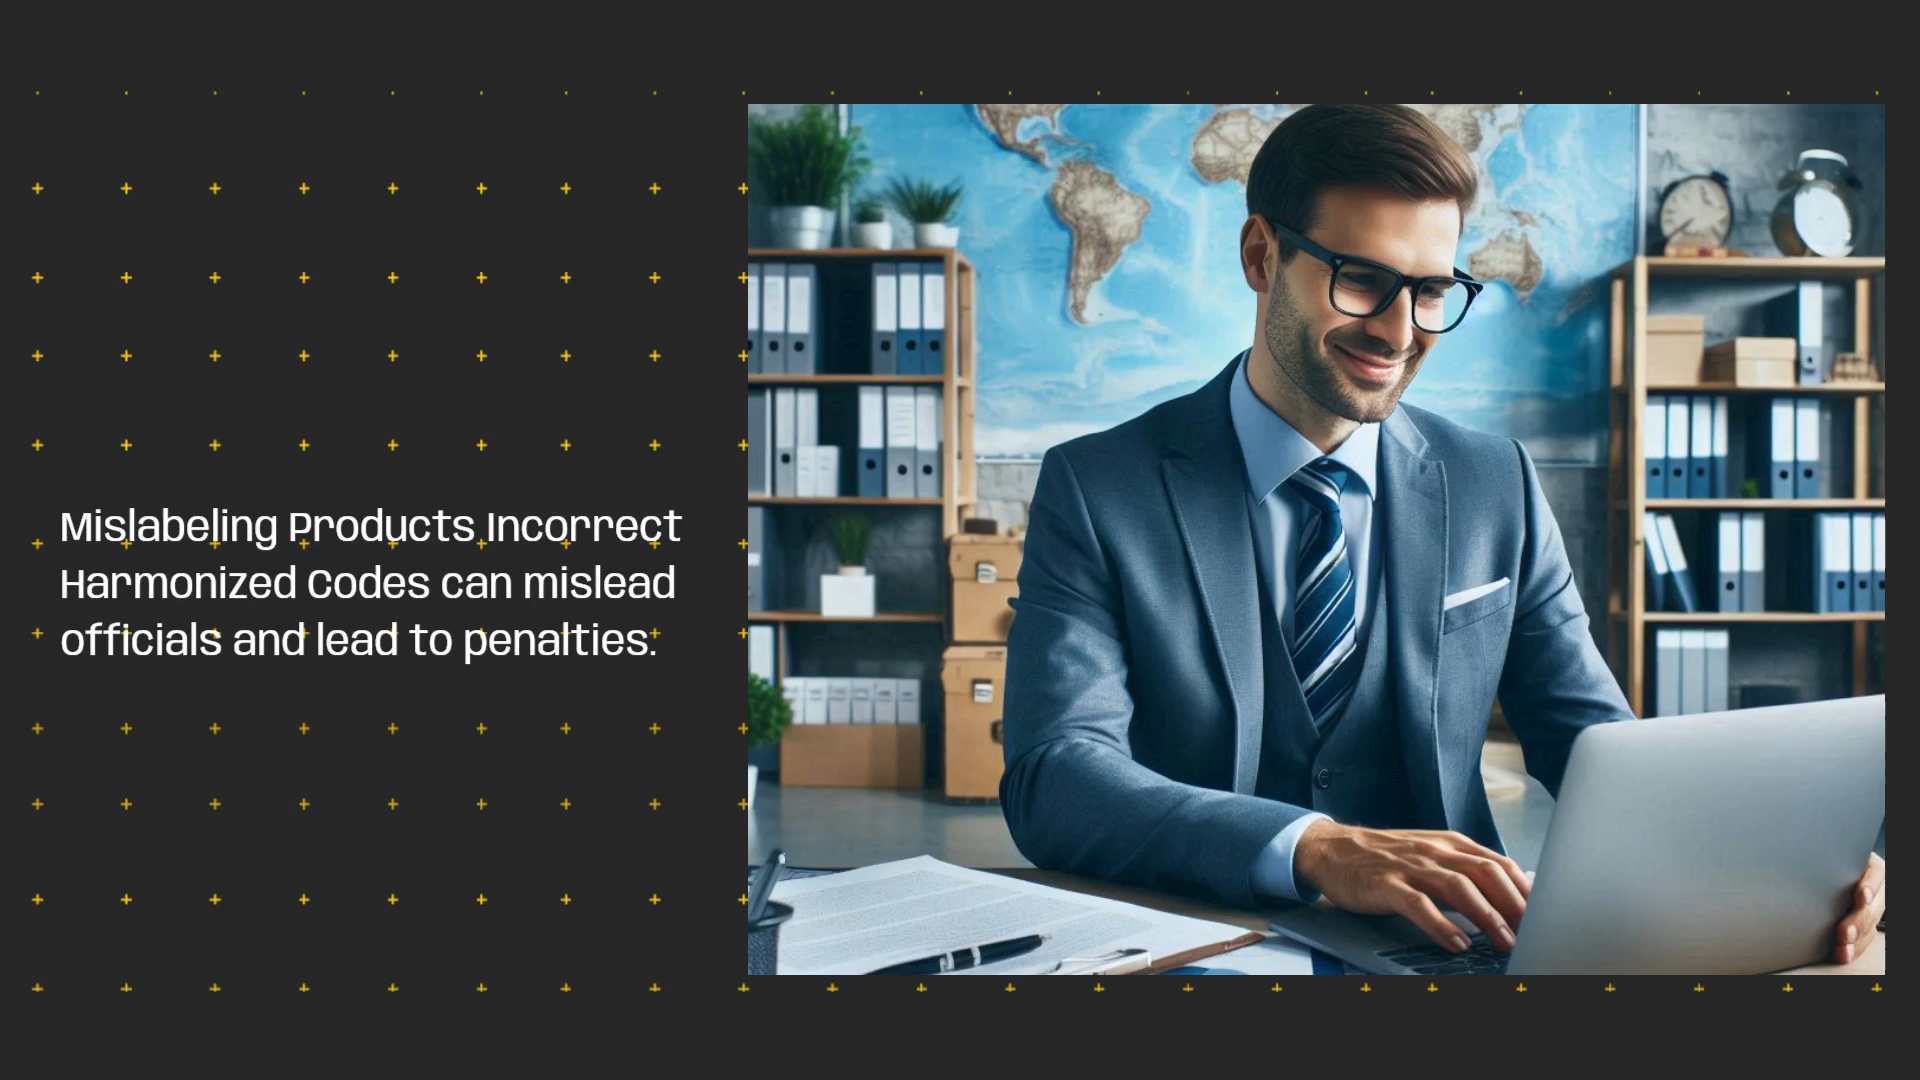 Mislabeling Products Incorrect
Harmonized Codes can mislead
officials and lead to penalties.